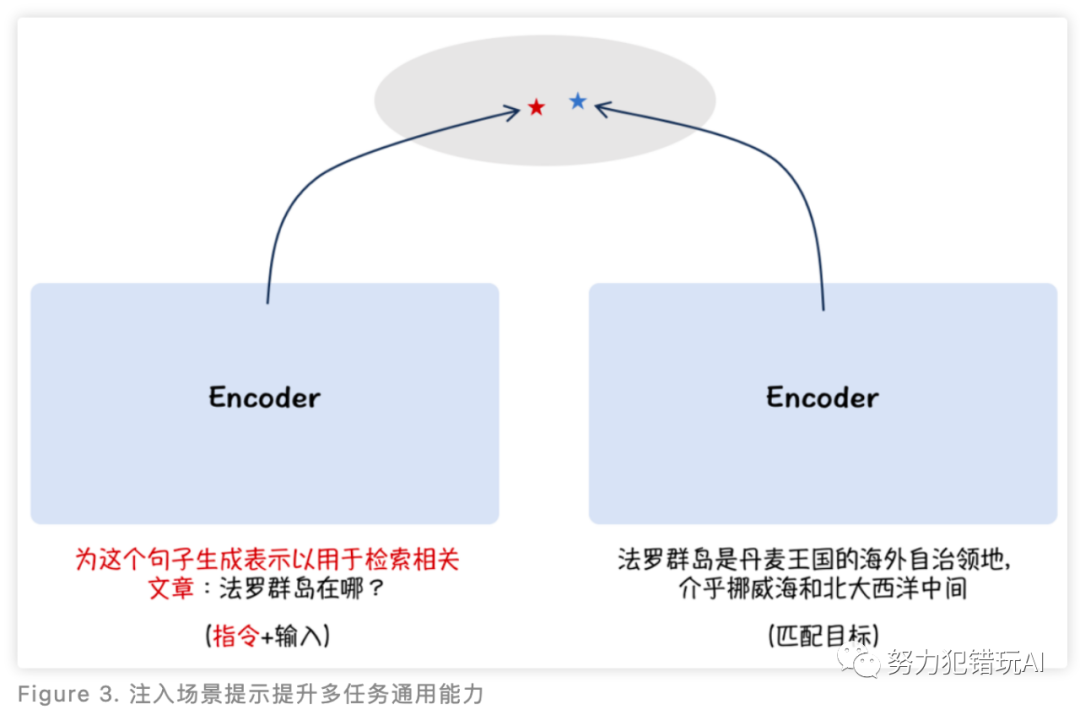 Encoder
Encoder
为这个句子生成表示以用于检索相关
文章：法罗群岛在哪？
(指令+输入)
法罗群岛是丹麦王国的海外自治领地,
介乎挪威海和北大西洋中间
(匹配目标)
努力犯错玩AI
Figure 3. 注入场景提示提升多任务通用能力